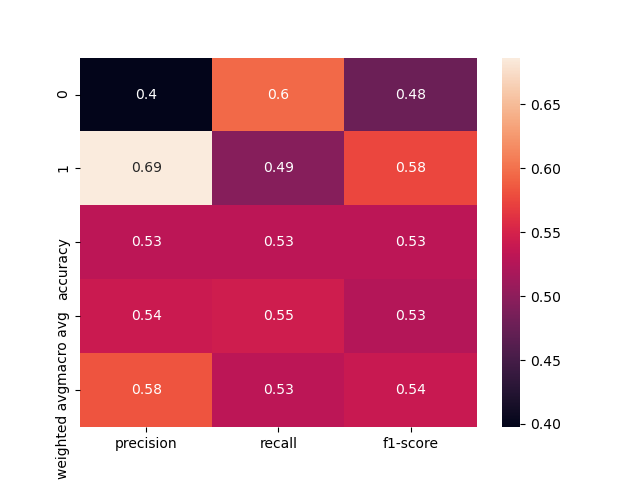 0 0.4 0.6 0.48
1 0.69 0.49 0.58
accuracy 0.53 0.53 0.53
macro avg 0.54 0.55 0.53
weighted avg 0.58 0.53 0.54
precision recall f1-score
0.65
0.60
0.55
0.50
0.45
0.40